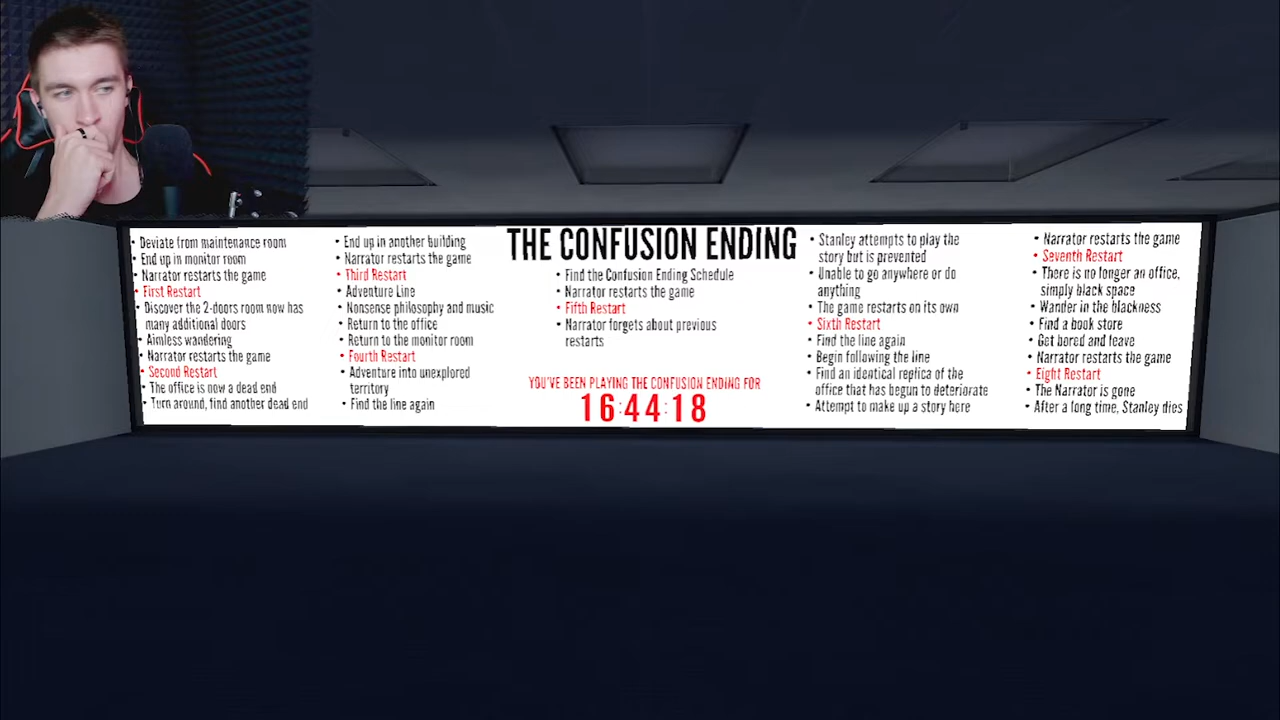 • Deviate from maintenance room
• End up in monitor room
• Narrator restarts the game
• First Restart
• Discover the 2-doors room now has
many additional doors
• Aimless wandering
• Narrator restarts the game
• Second Restart
• The office is now a dead end
• Turn around, find another dead end
• End up in another building
• Narrator restarts the game
• Third Restart
• Adventure Line
• Nonsense philosophy and music
• Return to the office
• Return to the monitor room
• Fourth Restart
• Adventure into unexplored
territory
• Find the line again
THE CONFUSION ENDING
• Find the Confusion Ending Schedule
• Narrator restarts the game
• Fifth Restart
• Narrator forgets about previous
restarts
YOU'VE BEEN PLAYING THE CONFUSION ENDING FOR
16:44:18
• Stanley attempts to play the
story but is prevented
• Unable to go anywhere or do
anything
• The game restarts on its own
• Sixth Restart
• Find the line again
• Begin following the line
• Find an identical replica of the
office that has begun to deteriorate
• Attempt to make up a story here
• Narrator restarts the game
• Seventh Restart
• There is no longer an office,
simply black space
• Wander in the blackness
• Find a book store
• Get bored and leave
• Narrator restarts the game
• Eight Restart
• The Narrator is gone
• After a long time, Stanley dies